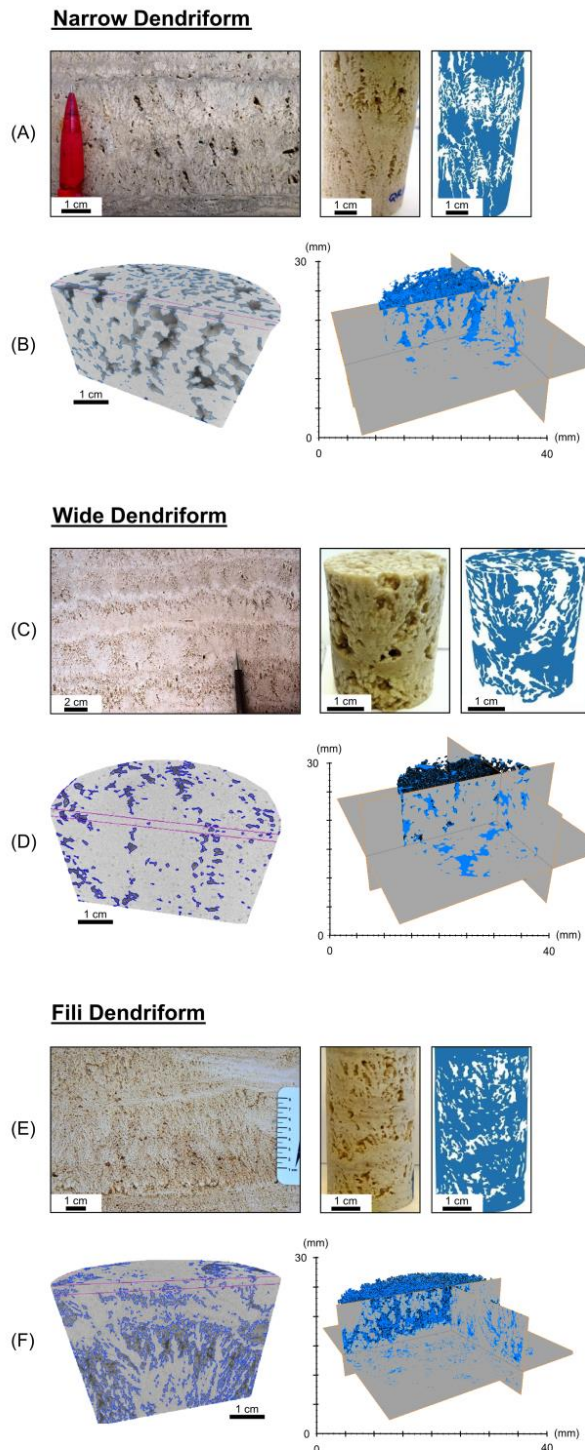 Narrow Dendriform
(A)
1 cm
1 cm
1 cm
(B)
1 cm
(mm)
30
0
0
40
(mm)
Wide Dendriform
(C)
2 cm
1 cm
1 cm
(D)
1 cm
(mm)
30
0
0
40
(mm)
Fili Dendriform
(E)
1 cm
1 cm
1 cm
(F)
1 cm
(mm)
30
0
0
40
(mm)